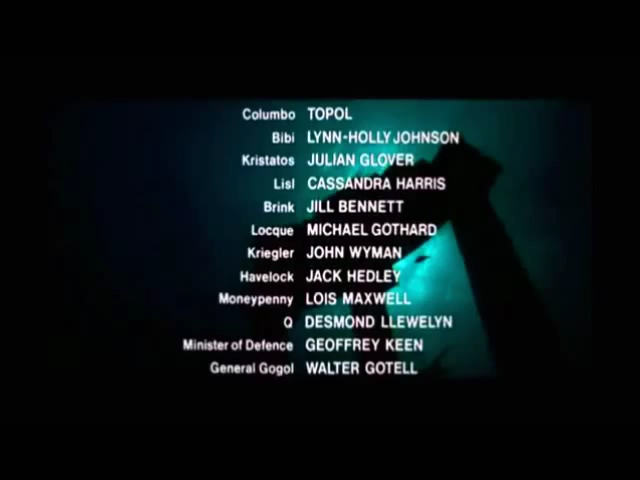 Columbo TOPOL
Bibi LYNN-HOLLY JOHNSON
Kristatos JULIAN GLOVER
Lisl CASSANDRA HARRIS
Brink JILL BENNETT
Locque MICHAEL GOTHARD
Kriegler JOHN WYMAN
Havelock JACK HEDLEY
Moneypenny LOIS MAXWELL
Q DESMOND LLEWELYN
Minister of Defence GEOFFREY KEEN
General Gogol WALTER GOTELL